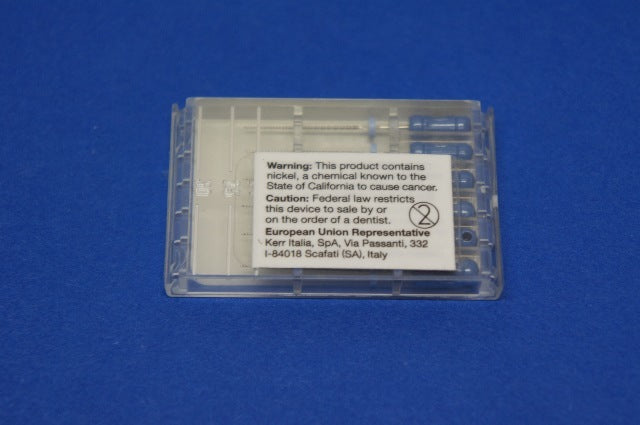 Warning: This product contains
nickel, a chemical known to the
State of California to cause cancer.
Caution: Federal law restricts
this device to sale by or
on the order of a dentist.
2
European Union Representative
Kerr Italia, SpA, Via Passanti, 332
I-84018 Scafati (SA), Italy